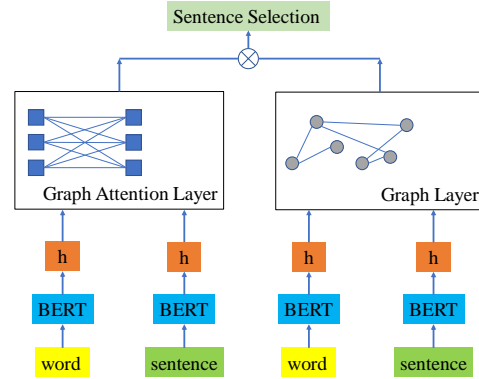 Sentence Selection
Graph Attention Layer
Graph Layer
h h h h
BERT BERT BERT BERT
word sentence word sentence